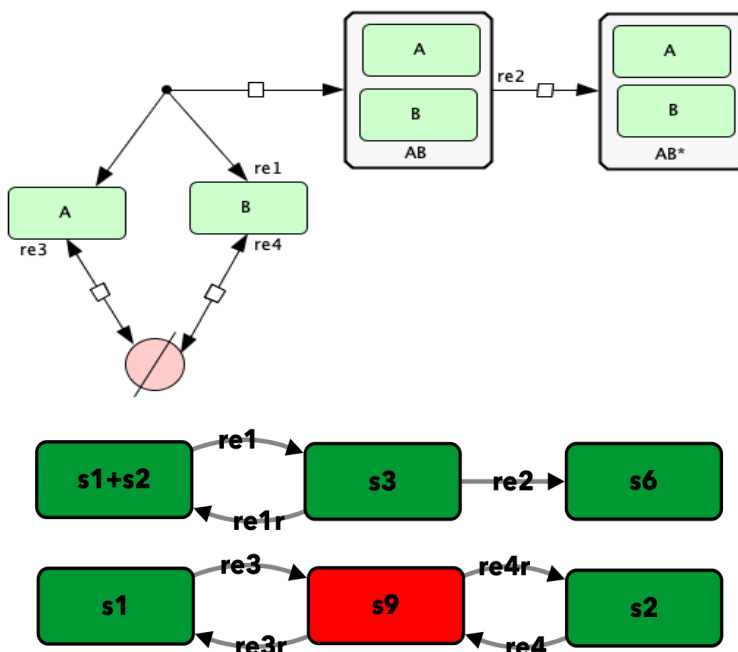 A
A
B
re2
B
AB
AB*
re1
A
B
re3
re4
re1
s1+s2
s3
re2
s6
re1r
re3
re4r
s1
s9
s2
re3r
re4